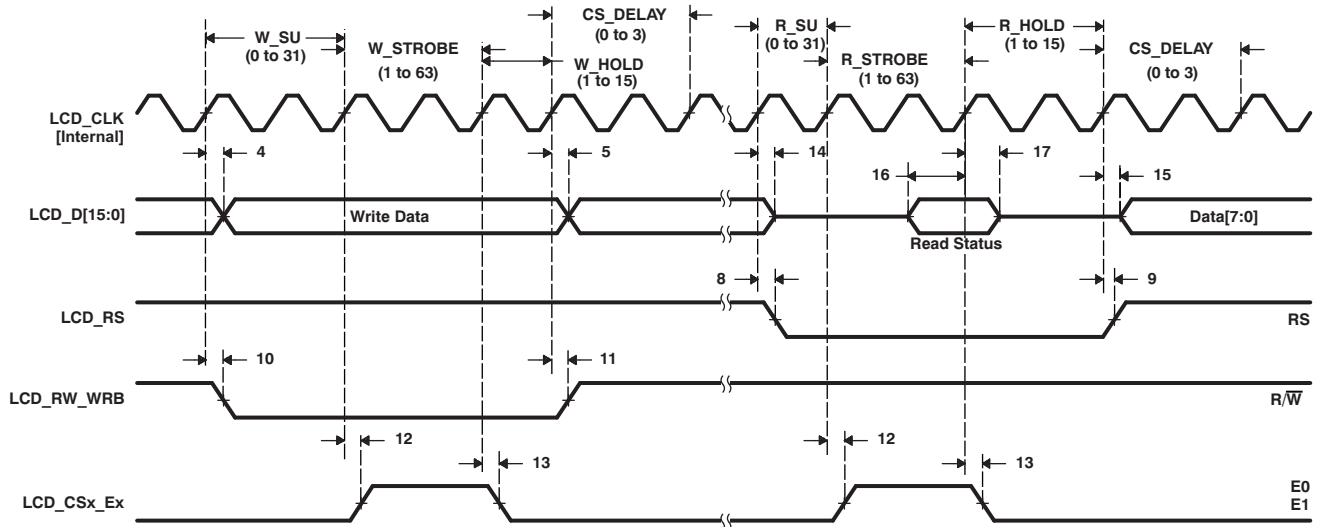 W_SU
(0 to 31)
W_STROBE
(1 to 63)
CS_DELAY
(0 to 3)
W_HOLD
(1 to 15)
R_SU
(0 to 31)
R_STROBE
(1 to 63)
R_HOLD
(1 to 15)
CS_DELAY
(0 to 3)
LCD_CLK
[Internal]
4
5
14
16
17
15
LCD_D[15:0]
Write Data
Read Status
Data[7:0]
8
9
LCD_RS
RS
10
11
LCD_RW_WRB
R/W̅
12
13
12
13
LCD_CSx_Ex
E0
E1